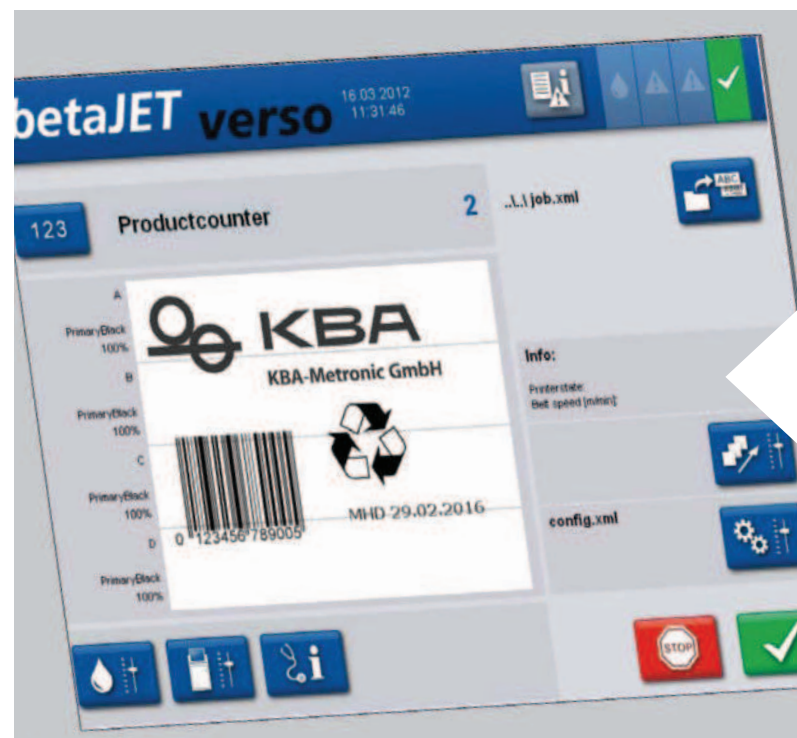 betaJET verso
16.03.2012
11:31:46
123
Productcounter
2
..\..\ job.xml
ABC
A
PrimaryBlack
100%
B
PrimaryBlack
100%
C
PrimaryBlack
100%
D
PrimaryBlack
100%
KBA
KBA-Metronic GmbH
0 123456 789005
MHD 29.02.2016
Info:
Printerstate:
Belt speed [m/min]:
config.xml
STOP